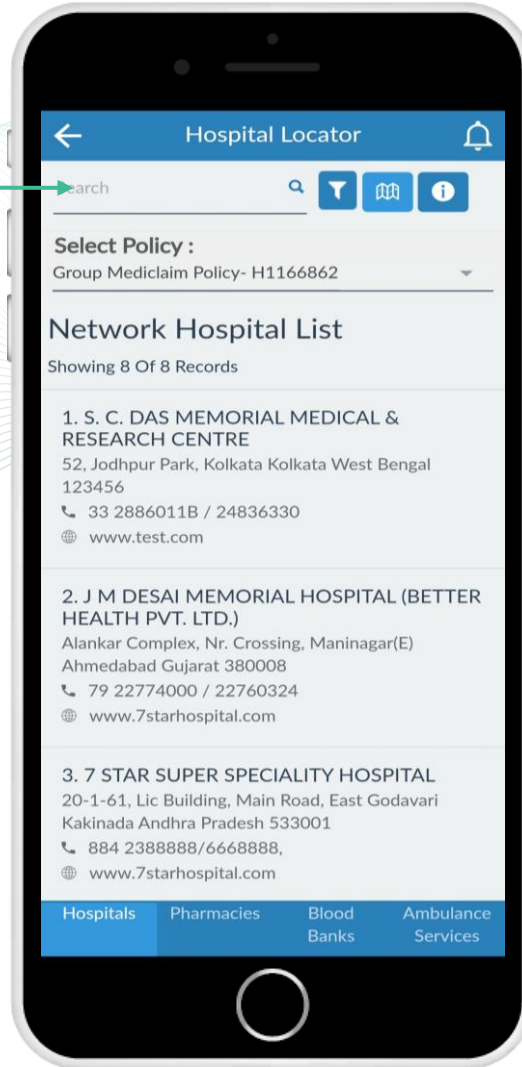 Hospital Locator
earch
Select Policy :
Group Mediclaim Policy- H1166862
Network Hospital List
Showing 8 Of 8 Records
1. S. C. DAS MEMORIAL MEDICAL &
RESEARCH CENTRE
52, Jodhpur Park, Kolkata Kolkata West Bengal
123456
33 2886011B / 24836330
www.test.com
2. J M DESAI MEMORIAL HOSPITAL (BETTER
HEALTH PVT. LTD.)
Alankar Complex, Nr. Crossing, Maninagar(E)
Ahmedabad Gujarat 380008
79 22774000 / 22760324
www.7starhospital.com
3. 7 STAR SUPER SPECIALITY HOSPITAL
20-1-61, Lic Building, Main Road, East Godavari
Kakinada Andhra Pradesh 533001
884 2388888/6668888,
www.7starhospital.com
Hospitals Pharmacies Blood Banks Ambulance Services